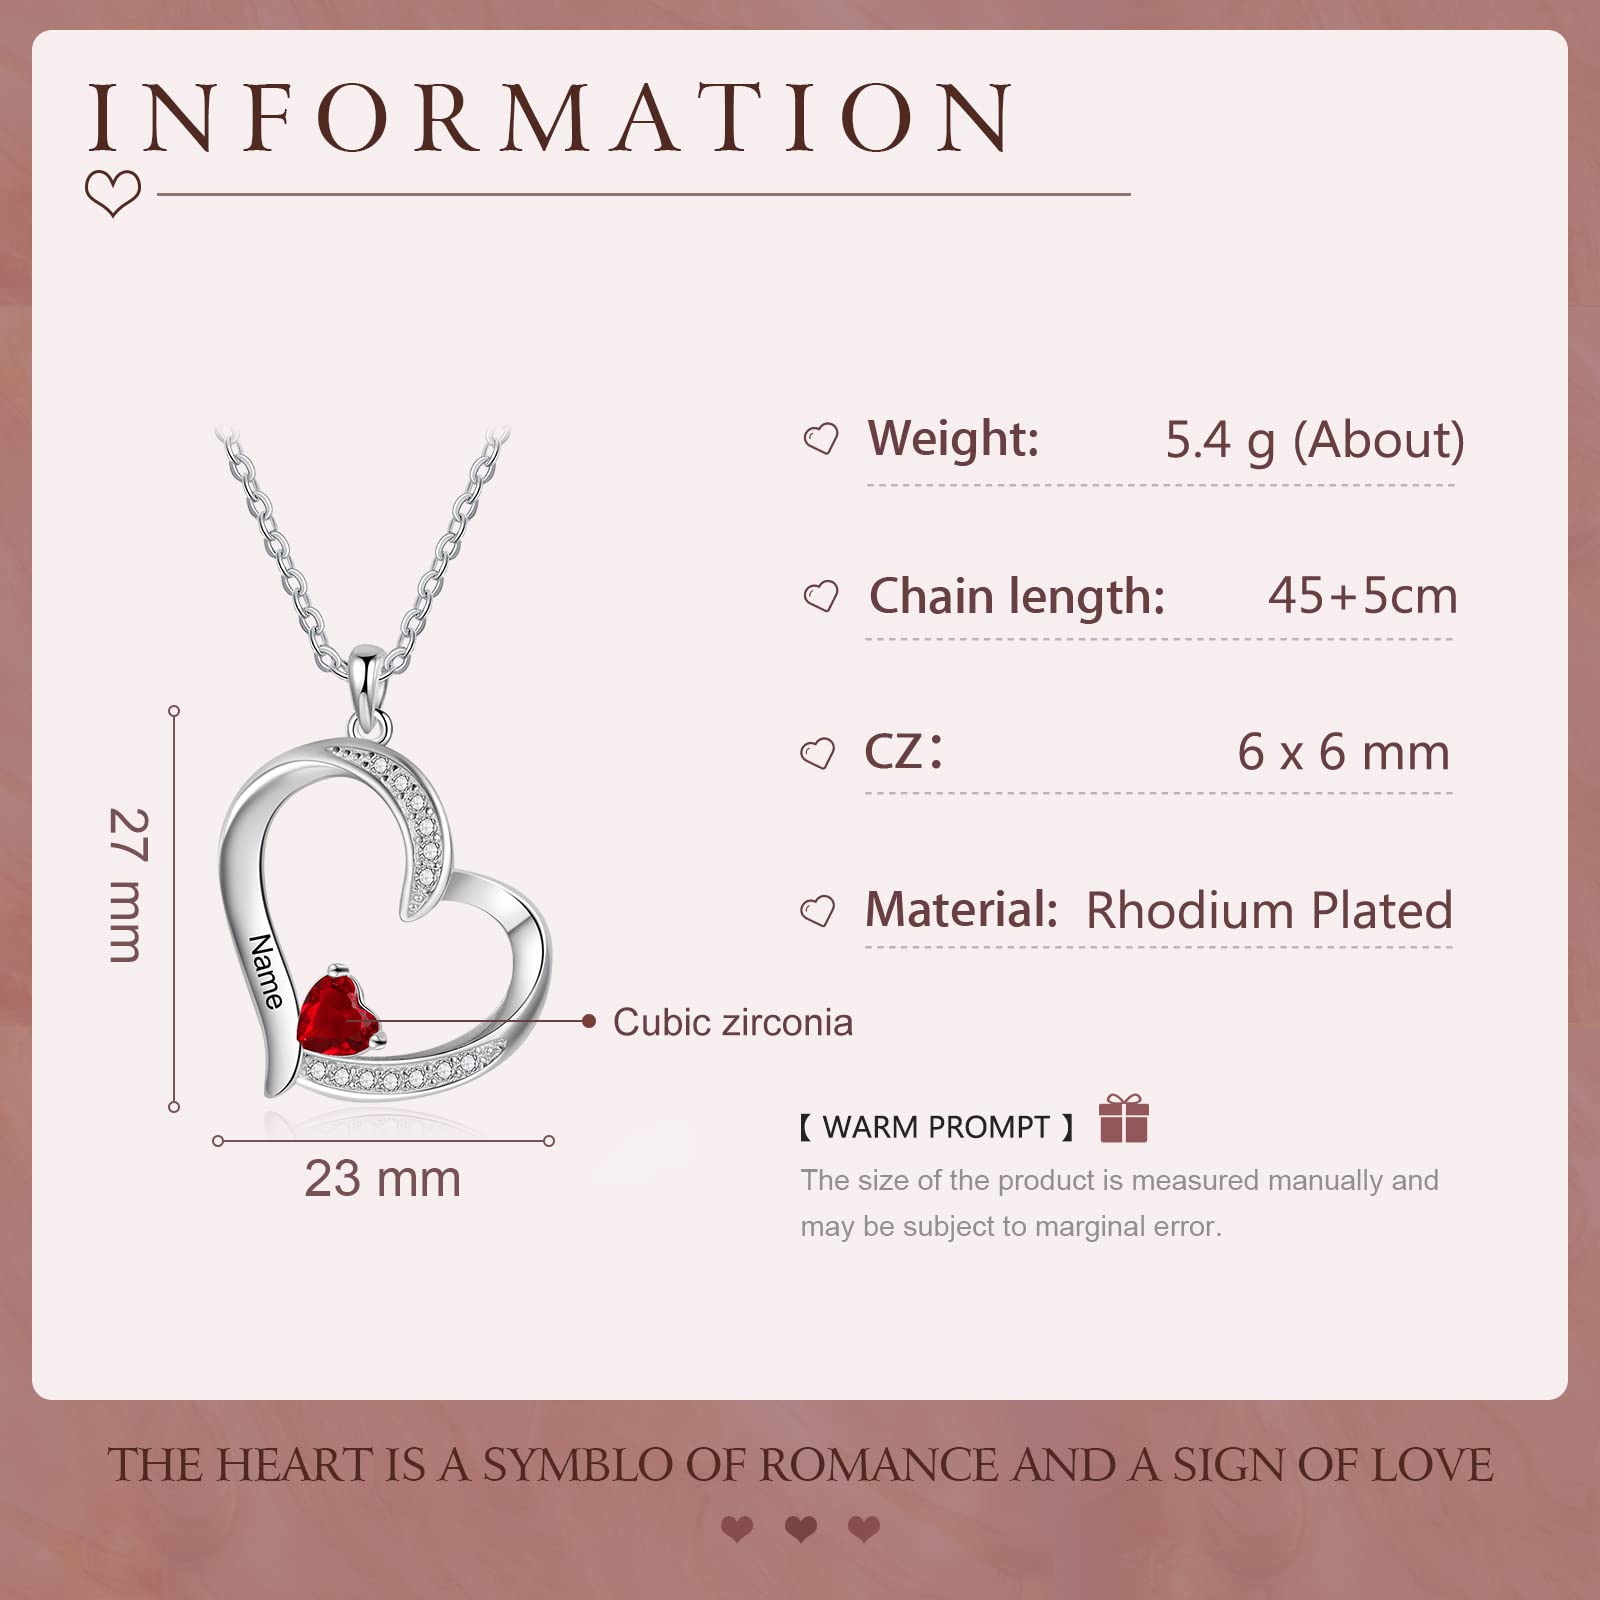 INFORMATION
Weight: 5.4 g (About)
Chain length: 45+5cm
CZ: 6 x 6 mm
Material: Rhodium Plated
27 mm
Name
Cubic zirconia
23 mm
【 WARM PROMPT 】
The size of the product is measured manually and
may be subject to marginal error.
THE HEART IS A SYMBLO OF ROMANCE AND A SIGN OF LOVE